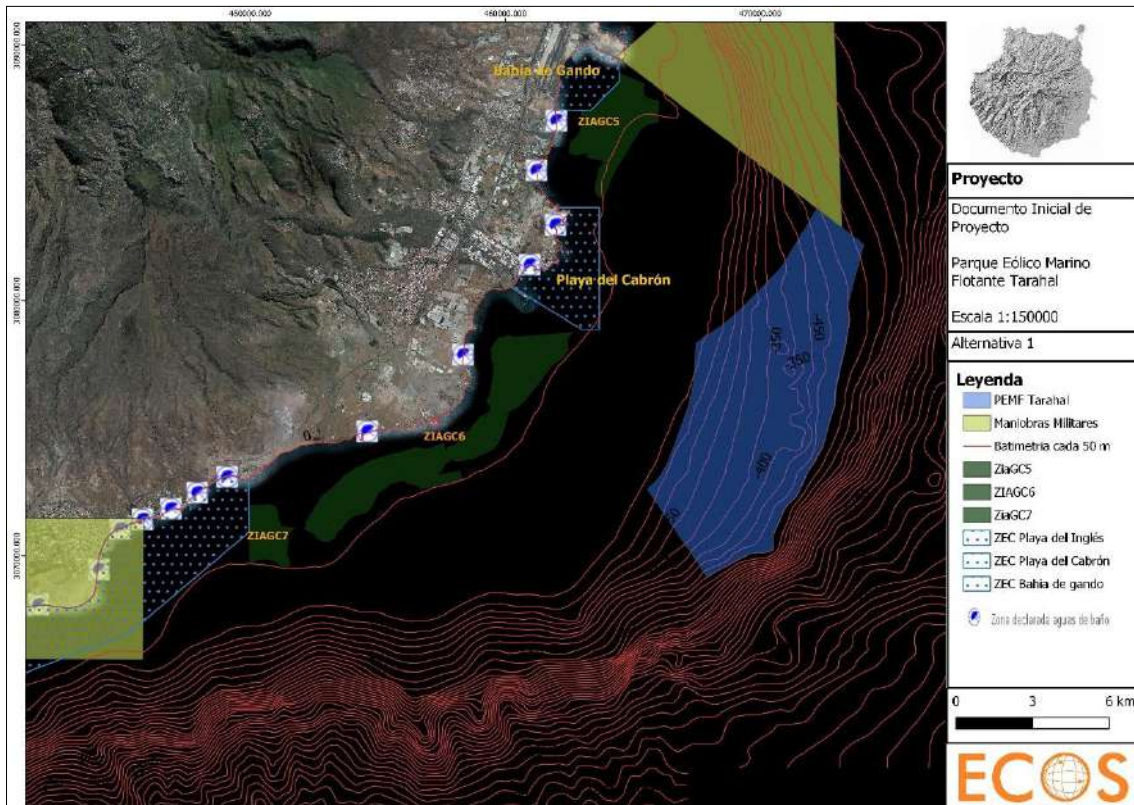 450000.000
460000.000
470000.000
3090000.000
3080000.000
3070000.000
Bahía de Gando
ZIAGC5
Playa del Cabrón
ZIAGC6
ZIAGC7
-350
-450
-400
Proyecto
Documento Inicial de
Proyecto
Parque Eólico Marino
Flotante Tarahal
Escala 1:150000
Alternativa 1
Leyenda
PEMF Tarahal
Maniobras Militares
Batimetría cada 50 m
ZiaGC5
ZIAGC6
ZiaGC7
ZEC Playa del Inglés
ZEC Playa del Cabrón
ZEC Bahía de gando
Zona declarada aguas de baño
0 3 6 km
ECOS